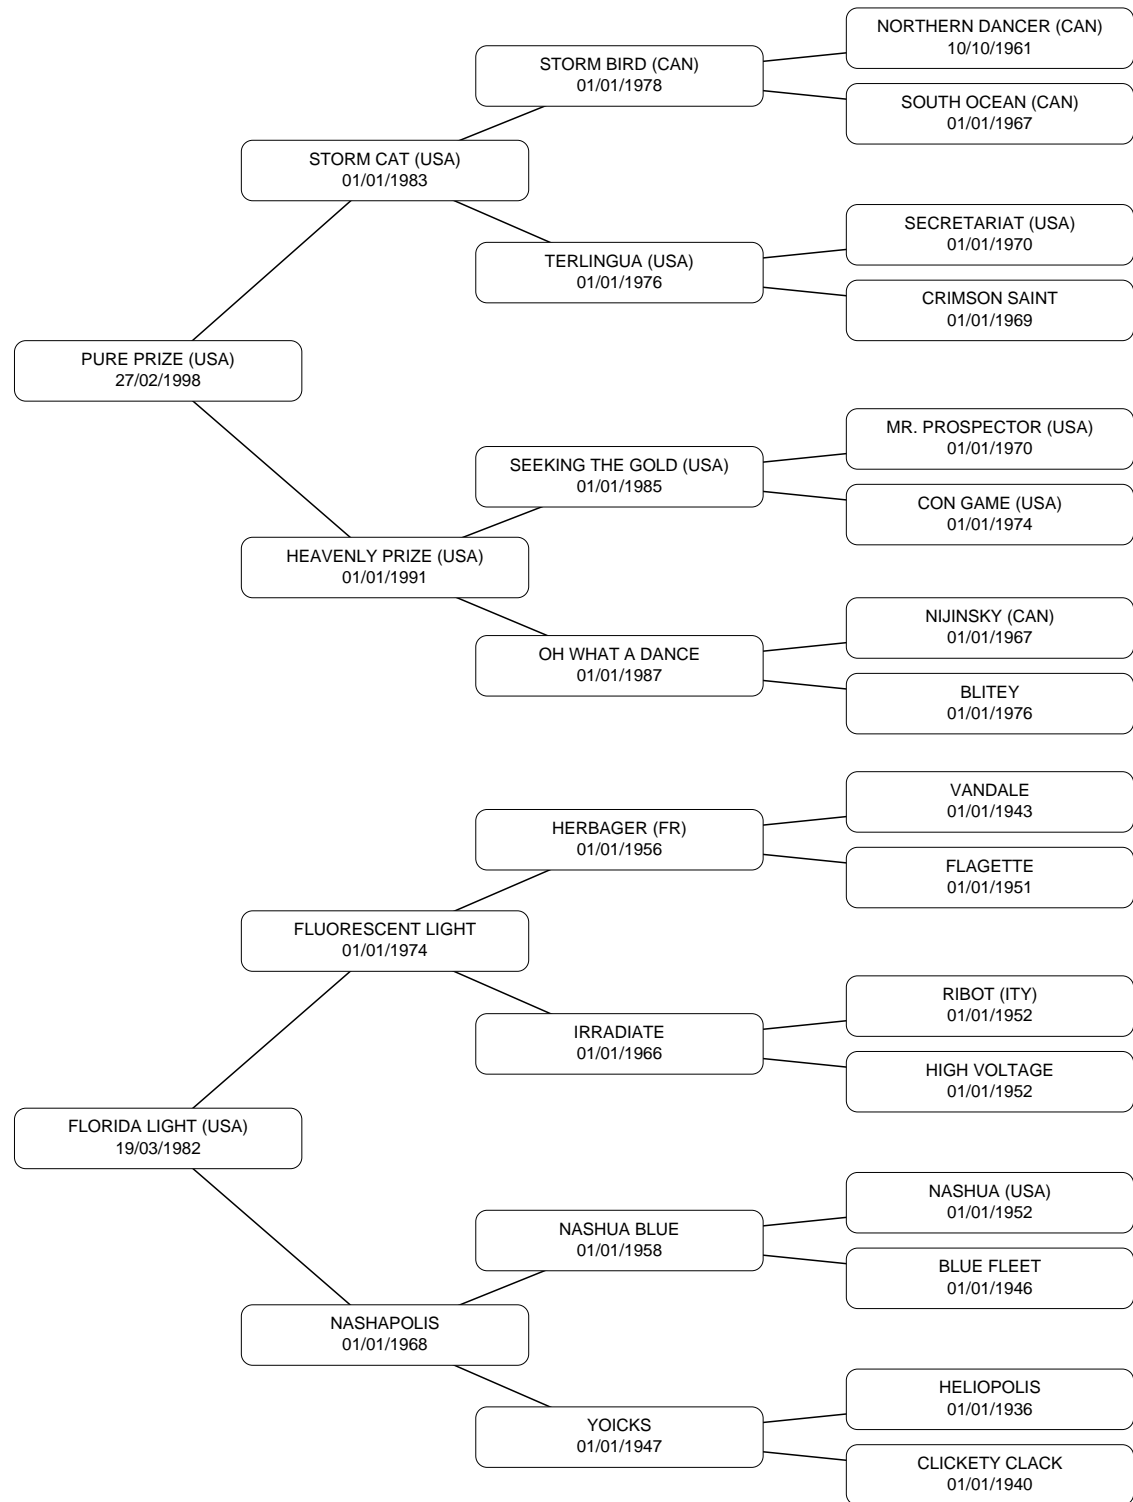 NORTHERN DANCER (CAN)
10/10/1961
STORM BIRD (CAN)
01/01/1978
SOUTH OCEAN (CAN)
01/01/1967
STORM CAT (USA)
01/01/1983
SECRETARIAT (USA)
01/01/1970
TERLINGUA (USA)
01/01/1976
CRIMSON SAINT
01/01/1969
PURE PRIZE (USA)
27/02/1998
MR. PROSPECTOR (USA)
01/01/1970
SEEKING THE GOLD (USA)
01/01/1985
CON GAME (USA)
01/01/1974
HEAVENLY PRIZE (USA)
01/01/1991
NIJINSKY (CAN)
01/01/1967
OH WHAT A DANCE
01/01/1987
BLITEY
01/01/1976
VANDALE
01/01/1943
HERBAGER (FR)
01/01/1956
FLAGETTE
01/01/1951
FLUORESCENT LIGHT
01/01/1974
RIBOT (ITY)
01/01/1952
IRRADIATE
01/01/1966
HIGH VOLTAGE
01/01/1952
FLORIDA LIGHT (USA)
19/03/1982
NASHUA (USA)
01/01/1952
NASHUA BLUE
01/01/1958
BLUE FLEET
01/01/1946
NASHAPOLIS
01/01/1968
HELIOPOLIS
01/01/1936
YOICKS
01/01/1947
CLICKETY CLACK
01/01/1940